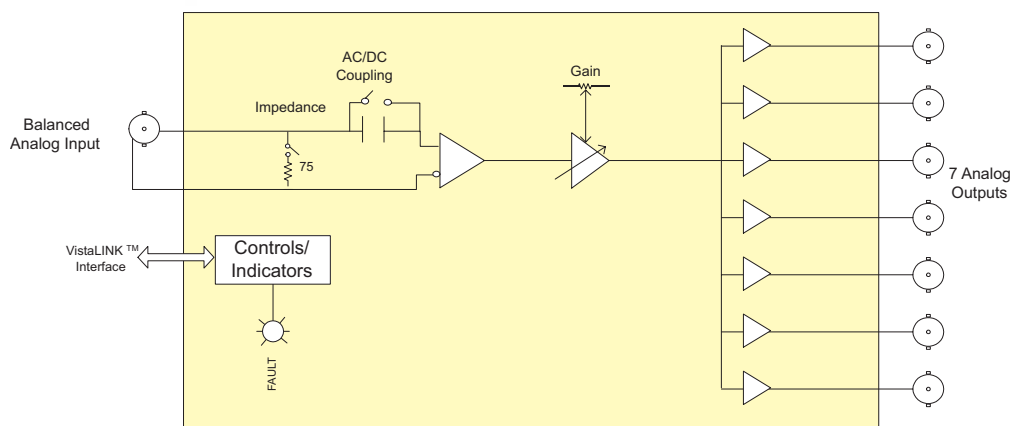 AC/DC
Coupling
Gain
Impedance
Balanced
Analog Input
75
7 Analog
Outputs
VistaLINK TM
Interface
Controls/
Indicators
FAULT